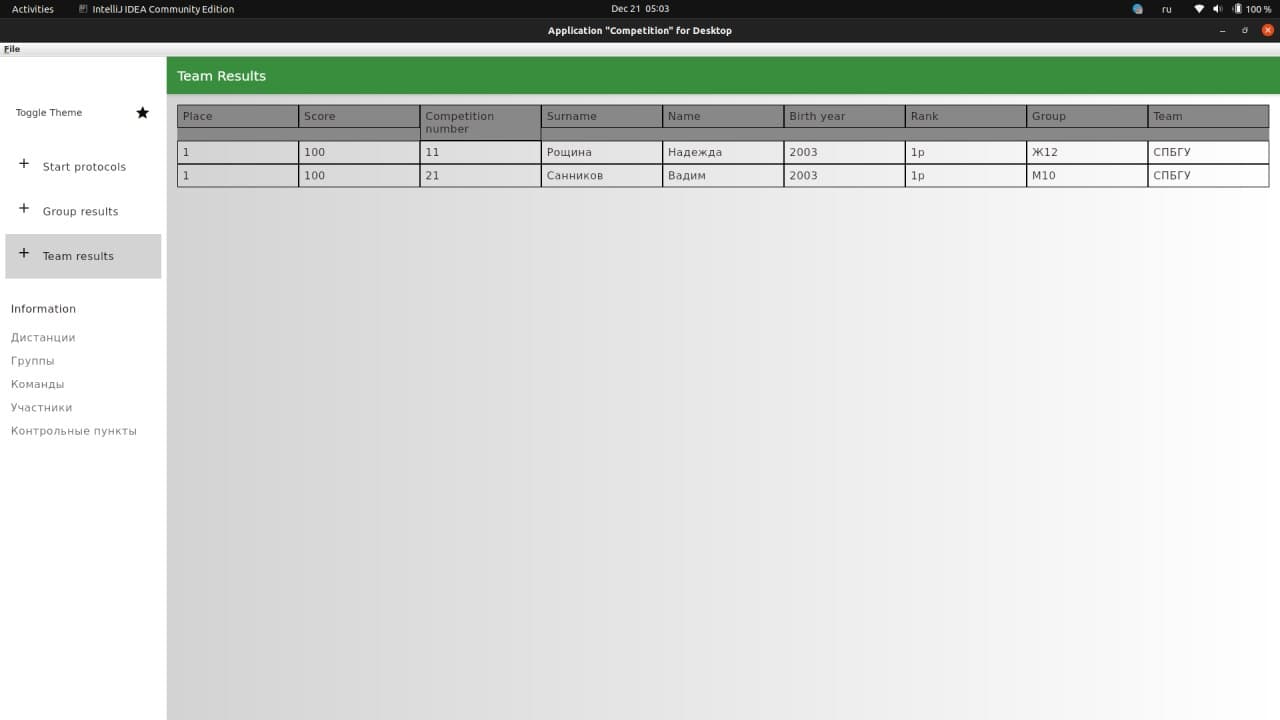 Activities IntelliJ IDEA Community Edition Dec 21 05:03 ru 100 %
Application "Competition" for Desktop
File
Team Results
Toggle Theme
Start protocols
Group results
Team results
Information
Дистанции
Группы
Команды
Участники
Контрольные пункты
Place Score Competition number Surname Name Birth year Rank Group Team
1 100 11 Рощина Надежда 2003 1р Ж12 СПБГУ
1 100 21 Санников Вадим 2003 1р М10 СПБГУ